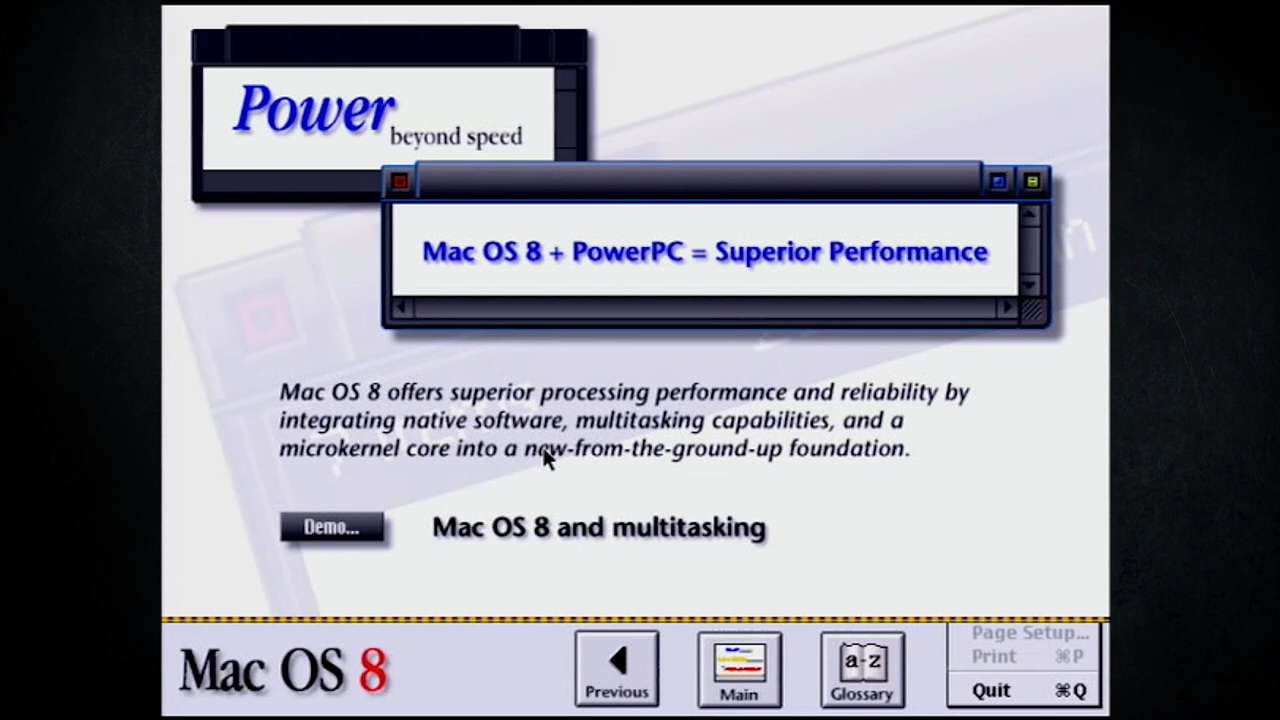 Power
beyond speed
Mac OS 8 + PowerPC = Superior Performance
Mac OS 8 offers superior processing performance and reliability by
integrating native software, multitasking capabilities, and a
microkernel core into a new-from-the-ground-up foundation.
Demo...
Mac OS 8 and multitasking
Mac OS 8
Previous
Main
a-z
Glossary
Page Setup...
Print ⌘P
Quit ⌘Q